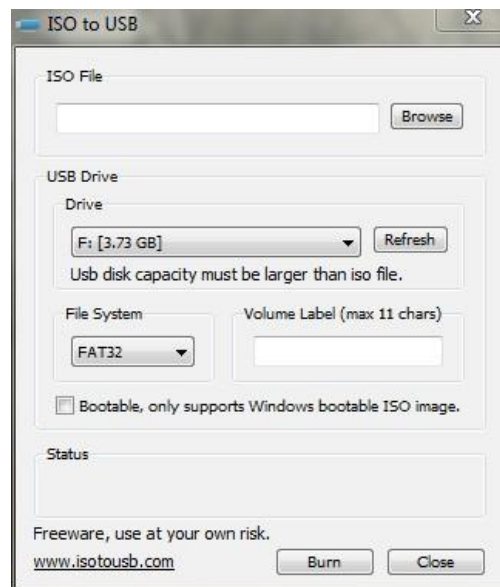 ISO to USB
ISO File
Browse
USB Drive
Drive
F: [3.73 GB]
Refresh
Usb disk capacity must be larger than iso file.
File System
Volume Label (max 11 chars)
FAT32
Bootable, only supports Windows bootable ISO image.
Status
Freeware, use at your own risk.
www.isotousb.com
Burn
Close